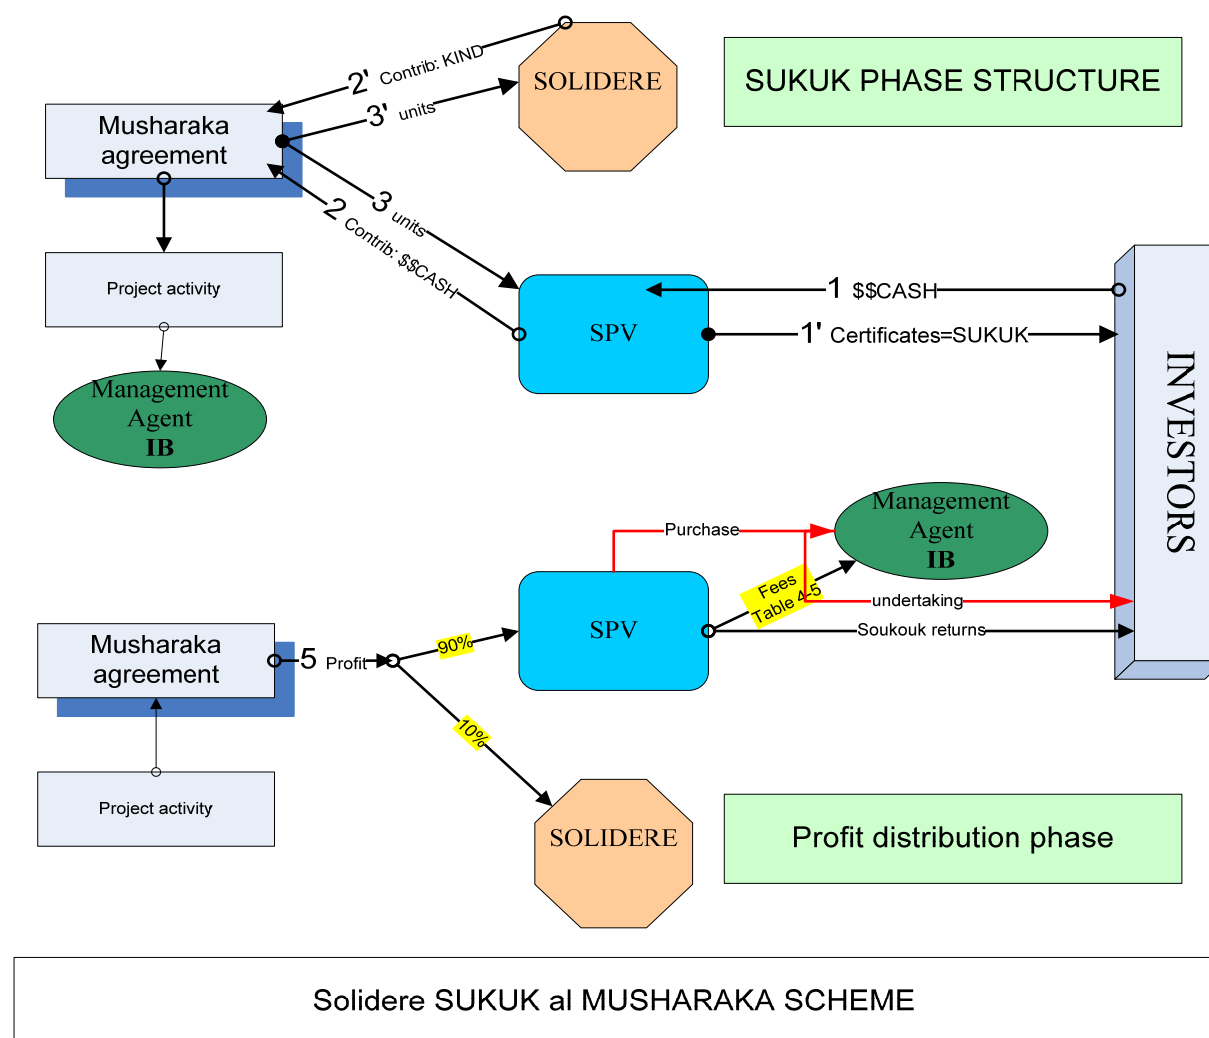 SUKUK PHASE STRUCTURE
SOLIDERE
2' Contrib: KIND
3' units
Musharaka
agreement
3 units
2 Contrib: $$CASH
Project activity
Management
Agent
IB
SPV
1 $$CASH
1' Certificates=SUKUK
INVESTORS
Management
Agent
IB
Purchase
Fees
Table 4-5
undertaking
Soukouk returns
SPV
Musharaka
agreement
5 Profit
90%
10%
Project activity
SOLIDERE
Profit distribution phase
Solidere SUKUK al MUSHARAKA SCHEME